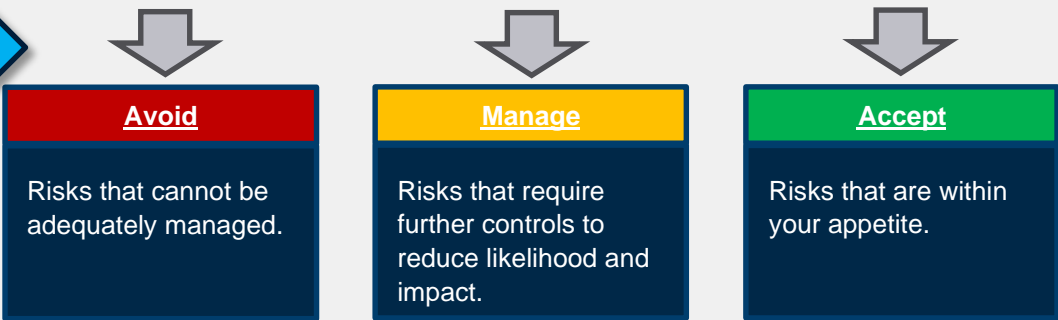 Avoid
Risks that cannot be
adequately managed.
Manage
Risks that require
further controls to
reduce likelihood and
impact.
Accept
Risks that are within
your appetite.